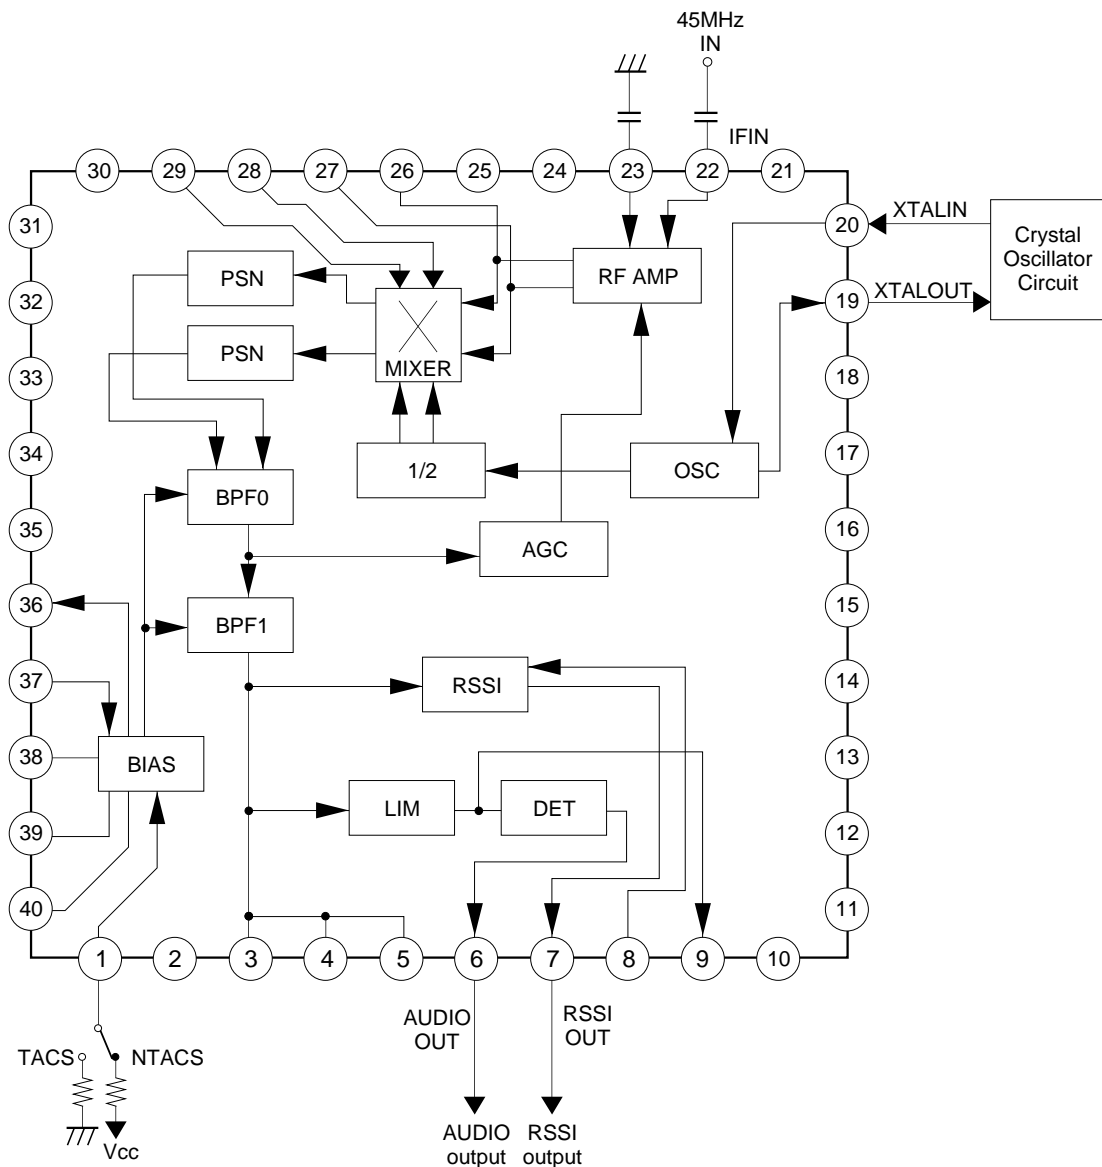 45MHz
IN
IFIN
30 29 28 27 26 25 24 23 22 21
31
20
XTALIN
Crystal
Oscillator
Circuit
PSN
RF AMP
32
19
XTALOUT
PSN
MIXER
33
18
34
17
BPF0
1/2
OSC
35
16
AGC
36
15
BPF1
37
14
RSSI
38
13
BIAS
LIM
DET
39
12
40
11
1 2 3 4 5 6 7 8 9 10
AUDIO
OUT
RSSI
OUT
TACS
NTACS
Vcc
AUDIO
output
RSSI
output